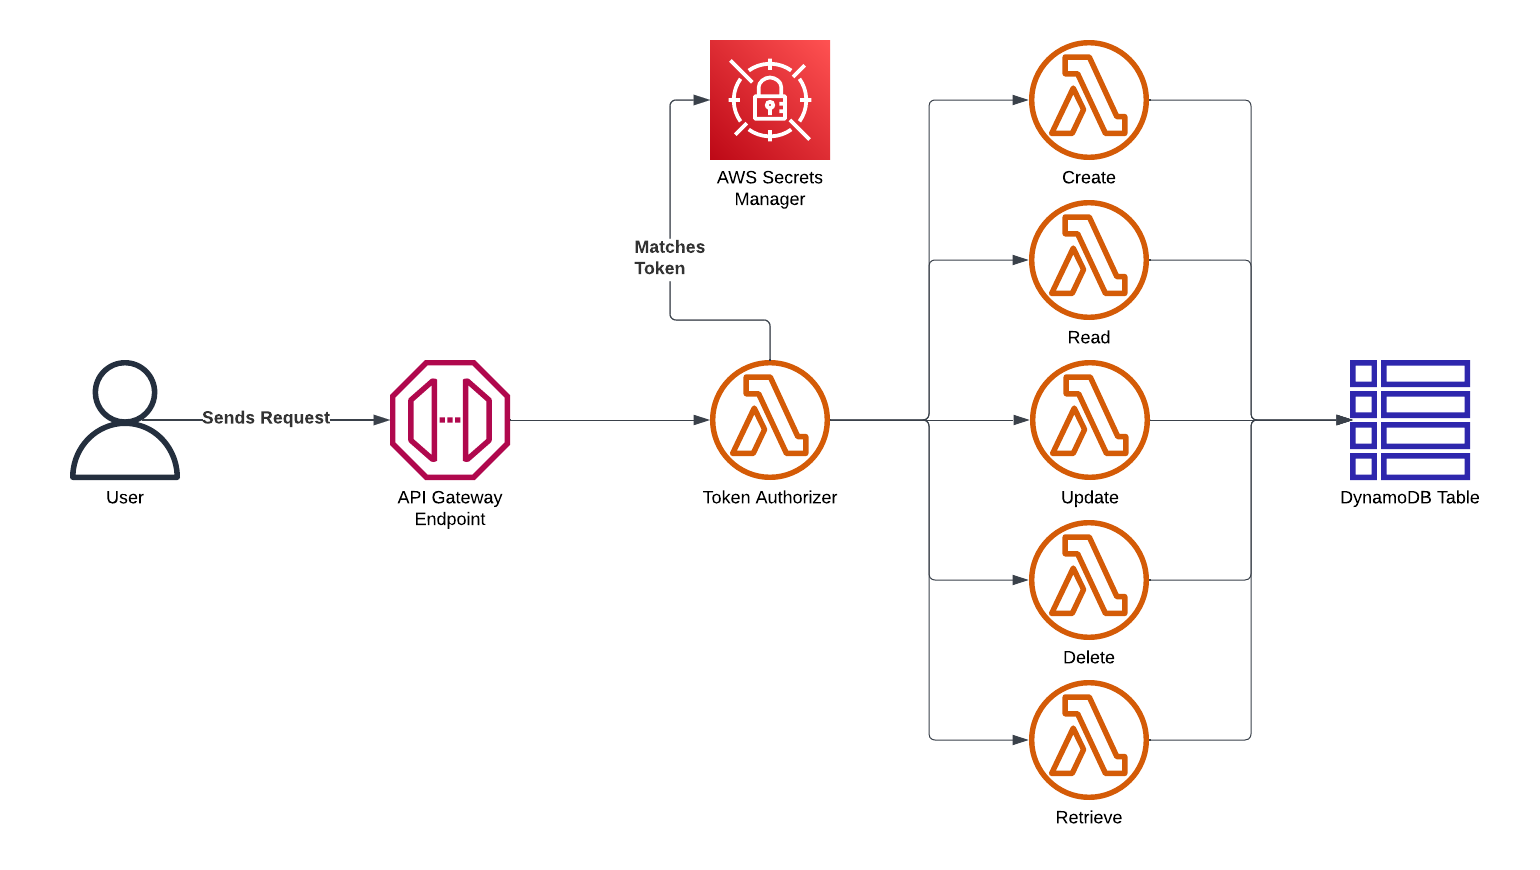 AWS Secrets
Manager
Matches
Token
Sends Request
User
API Gateway
Endpoint
Token Authorizer
Create
Read
Update
Delete
Retrieve
DynamoDB Table